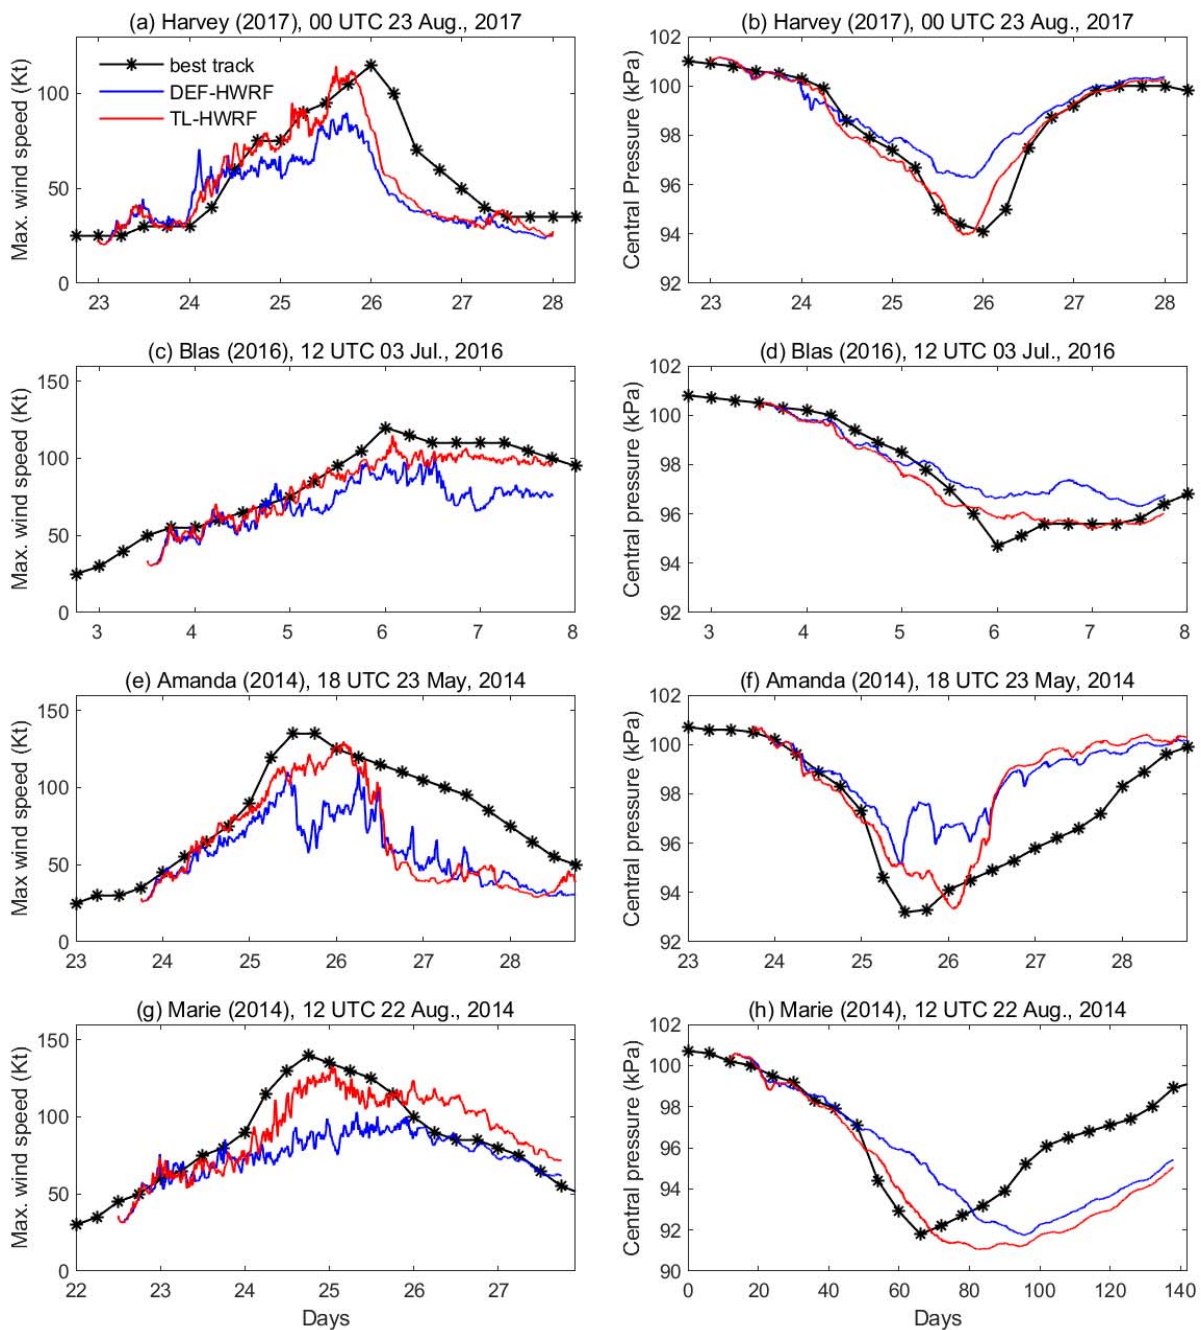 (a) Harvey (2017), 00 UTC 23 Aug., 2017
Max. wind speed (Kt)
100
50
0
best track
DEF-HWRF
TL-HWRF
23 24 25 26 27 28
(b) Harvey (2017), 00 UTC 23 Aug., 2017
Central Pressure (kPa)
102
100
98
96
94
92
23 24 25 26 27 28
(c) Blas (2016), 12 UTC 03 Jul., 2016
Max. wind speed (Kt)
150
100
50
0
3 4 5 6 7 8
(d) Blas (2016), 12 UTC 03 Jul., 2016
Central pressure (kPa)
102
100
98
96
94
92
3 4 5 6 7 8
(e) Amanda (2014), 18 UTC 23 May, 2014
Max wind speed (Kt)
150
100
50
0
23 24 25 26 27 28
(f) Amanda (2014), 18 UTC 23 May, 2014
Central pressure (kPa)
102
100
98
96
94
92
23 24 25 26 27 28
(g) Marie (2014), 12 UTC 22 Aug., 2014
Max. wind speed (Kt)
150
100
50
0
22 23 24 25 26 27
Days
(h) Marie (2014), 12 UTC 22 Aug., 2014
Central pressure (kPa)
102
100
98
96
94
92
90
0 20 40 60 80 100 120 140
Days